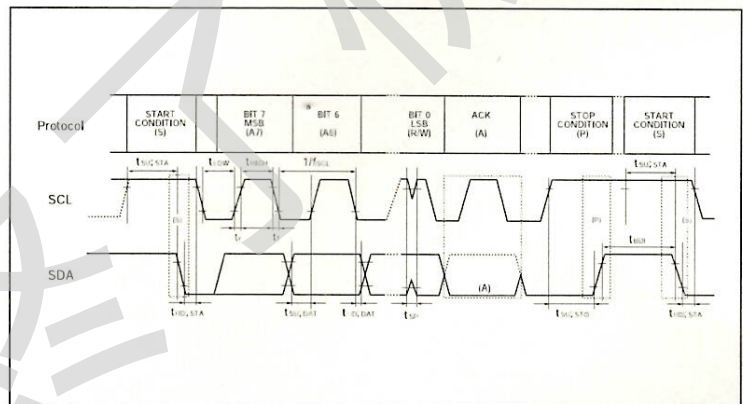 Protocol
START CONDITION (S)
BIT 7 MSB (A7)
BIT 6 (A6)
BIT 0 LSB (R/W)
ACK (A)
STOP CONDITION (P)
START CONDITION (S)
tSU; STA
tLOW
tHIGH
1/fSCL
tSU; STA
SCL
(S)
(P)
(S)
tr
tf
tBUF
SDA
(A)
tHD; STA
tSU; DAT
tHD; DAT
tSP
tSU; STO
tHD; STA